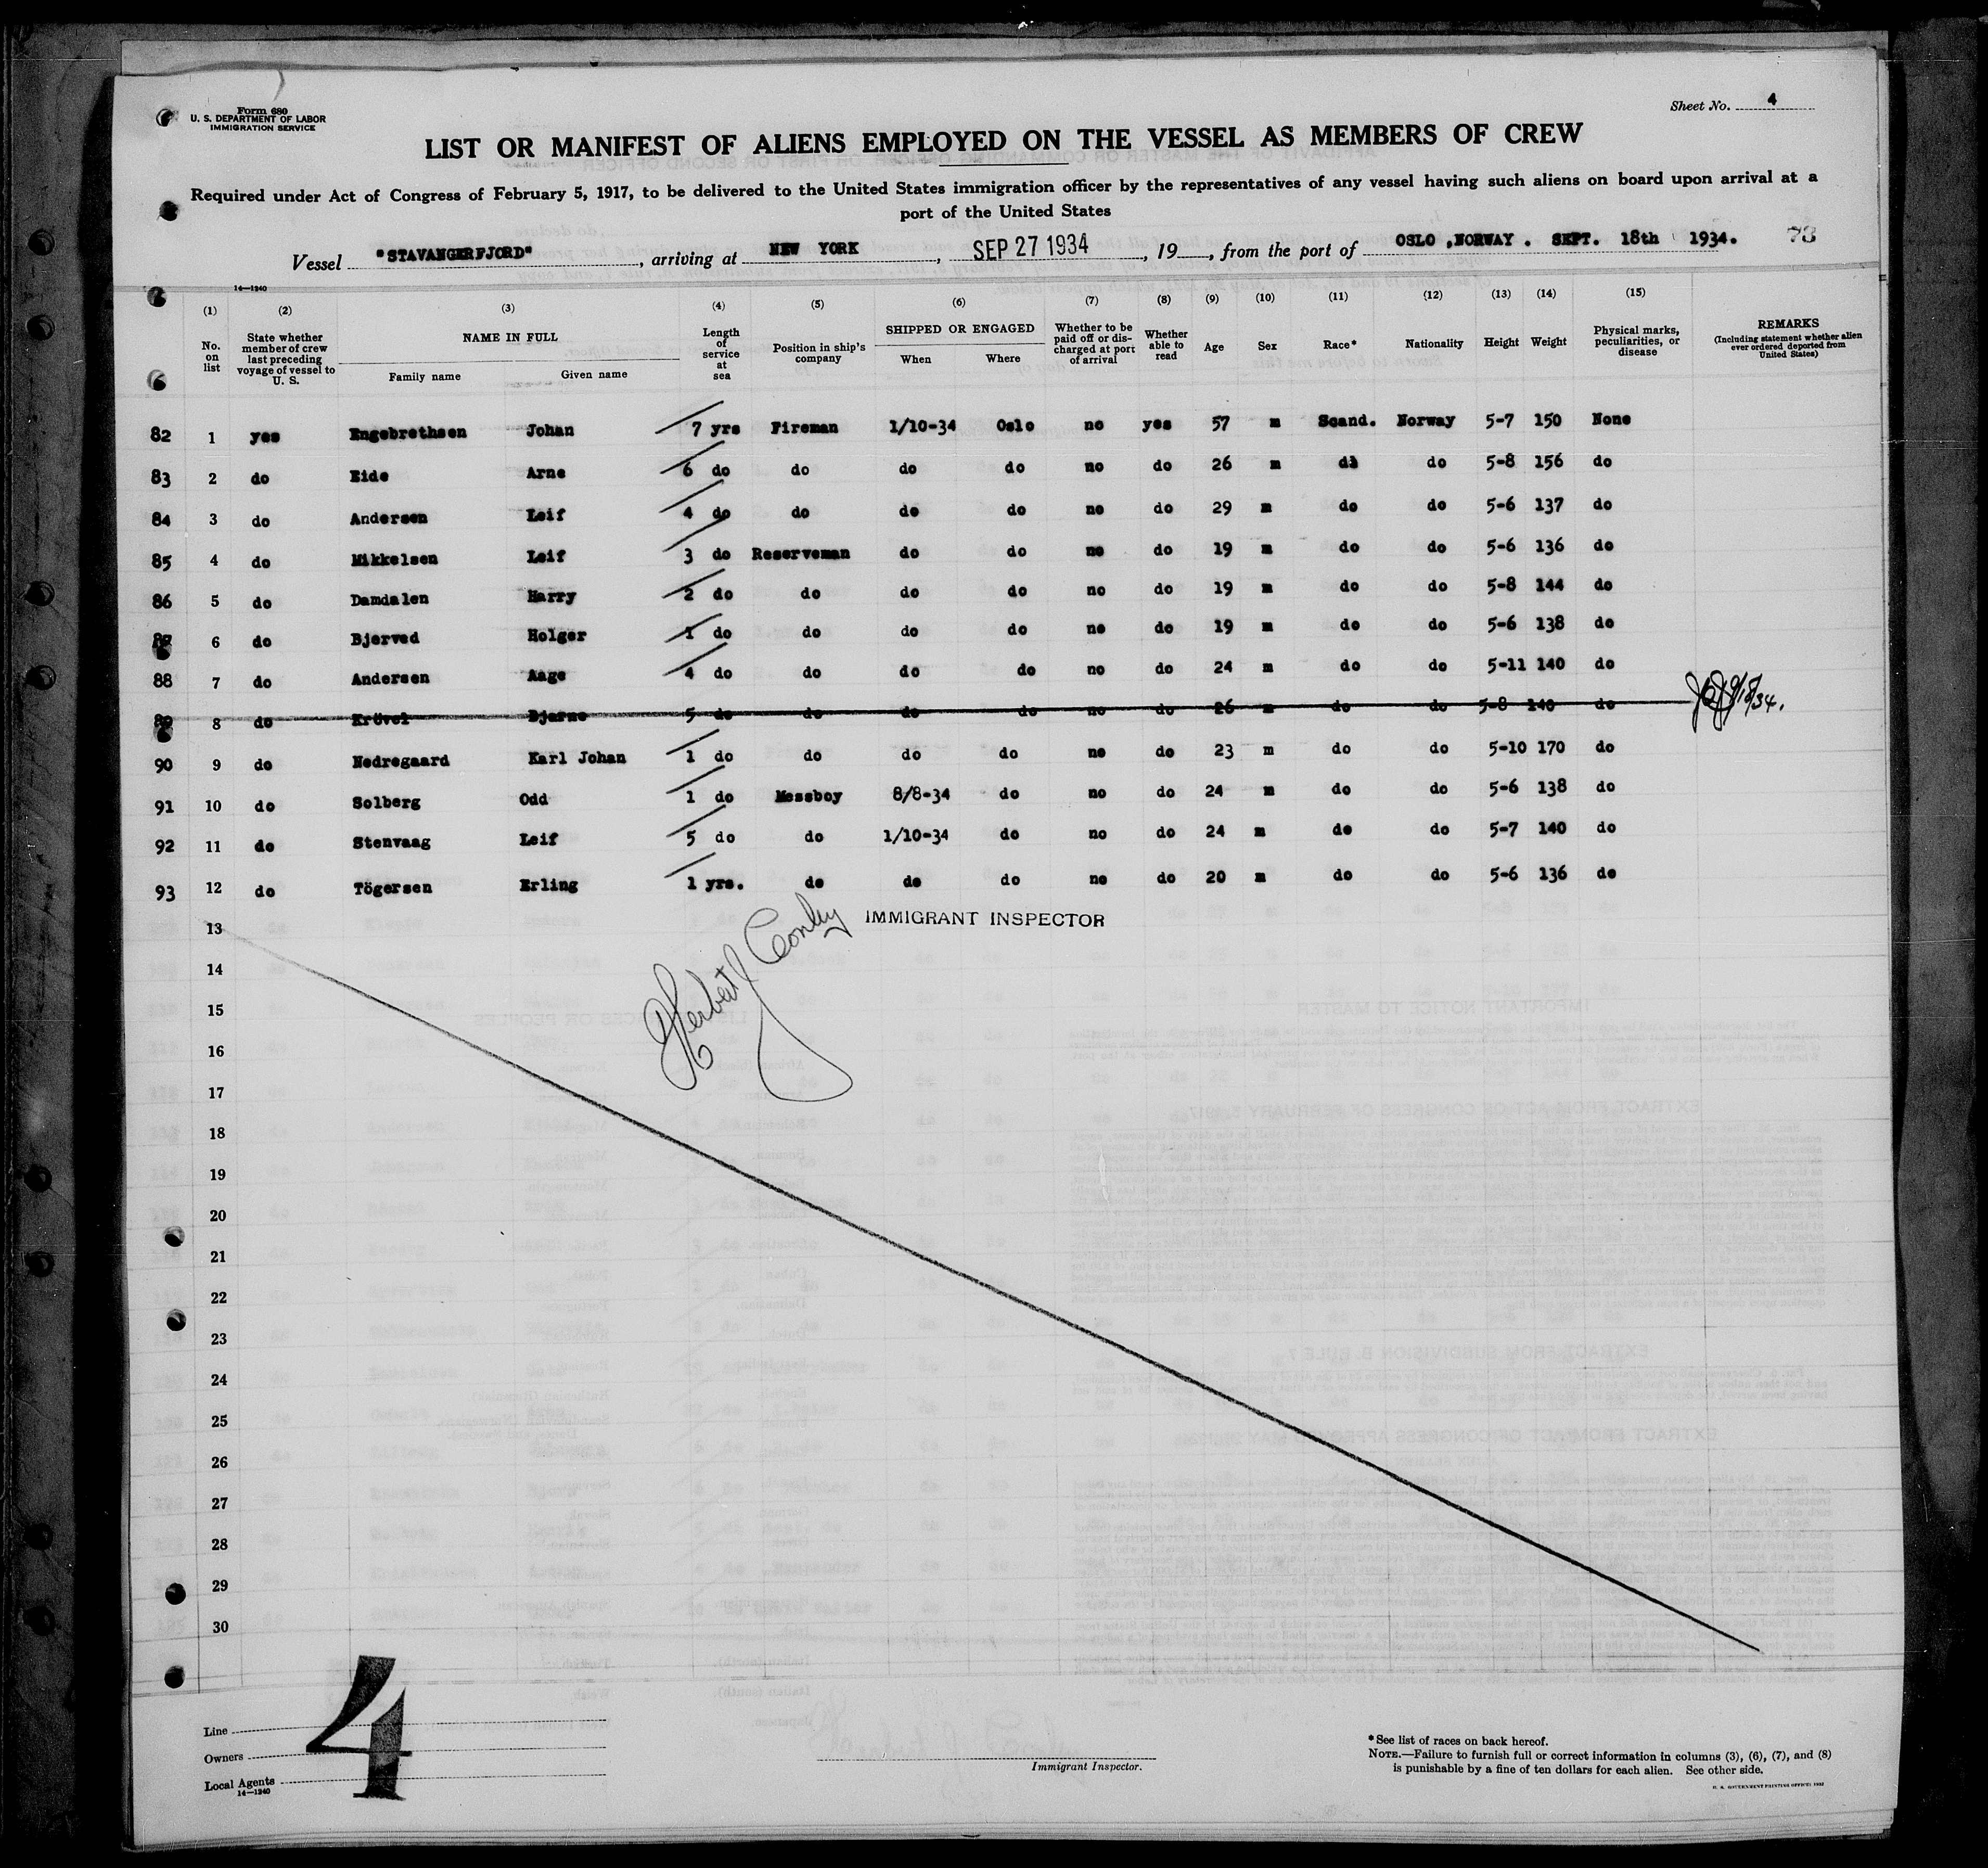 Form 680
U. S. DEPARTMENT OF LABOR
IMMIGRATION SERVICE
Sheet No. 4
LIST OR MANIFEST OF ALIENS EMPLOYED ON THE VESSEL AS MEMBERS OF CREW
Required under Act of Congress of February 5, 1917, to be delivered to the United States immigration officer by the representatives of any vessel having such aliens on board upon arrival at a
port of the United States
Vessel "STAVANGERFJORD", arriving at NEW YORK, SEP 27 1934, 19, from the port of OSLO ,NORWAY . SEPT. 18th 1934. 73
14—1240
(1) (2) (3) (4) (5) (6) (7) (8) (9) (10) (11) (12) (13) (14) (15)
No. on list State whether member of crew last preceding voyage of vessel to U. S. NAME IN FULL Family name Given name Length of service at sea Position in ship's company SHIPPED OR ENGAGED When Where Whether to be paid off or discharged at port of arrival Whether able to read Age Sex Race* Nationality Height Weight Physical marks, peculiarities, or disease REMARKS (Including statement whether alien ever ordered deported from United States)
82 1 yes Engebrethsen Johan 7 yrs Fireman 1/10-34 Oslo no yes 57 m Scand. Norway 5-7 150 None
83 2 do Eide Arne 6 do do do do no do 26 m do do 5-8 156 do
84 3 do Andersen Leif 4 do do do do no do 29 m do do 5-6 137 do
85 4 do Mikkelsen Leif 3 do Reserveman do do no do 19 m do do 5-6 136 do
86 5 do Damdalen Harry 2 do do do do no do 19 m do do 5-8 144 do
87 6 do Bjerved Holger 1 do do do do no do 19 m do do 5-6 138 do
88 7 do Andersen Aage 4 do do do do no do 24 m do do 5-11 140 do
89 8 do Krövel Bjarne 5 do do do do no do 26 m do do 5-8 140 do 9/18/34.
90 9 do Nedregaard Karl Johan 1 do do do do no do 23 m do do 5-10 170 do
91 10 do Solberg Odd 1 do Messboy 8/8-34 do no do 24 m do do 5-6 138 do
92 11 do Stenvaag Leif 5 do do 1/10-34 do no do 24 m do do 5-7 140 do
93 12 do Tögersen Erling 1 yrs. do do do no do 20 m do do 5-6 136 do
Herbert Conley IMMIGRANT INSPECTOR
13
14
15
16
17
18
19
20
21
22
23
24
25
26
27
28
29
30
4
Line
Owners
Local Agents
14—1240
Immigrant Inspector.
*See list of races on back hereof.
NOTE.—Failure to furnish full or correct information in columns (3), (6), (7), and (8)
is punishable by a fine of ten dollars for each alien. See other side.
U. S. GOVERNMENT PRINTING OFFICE: 1932